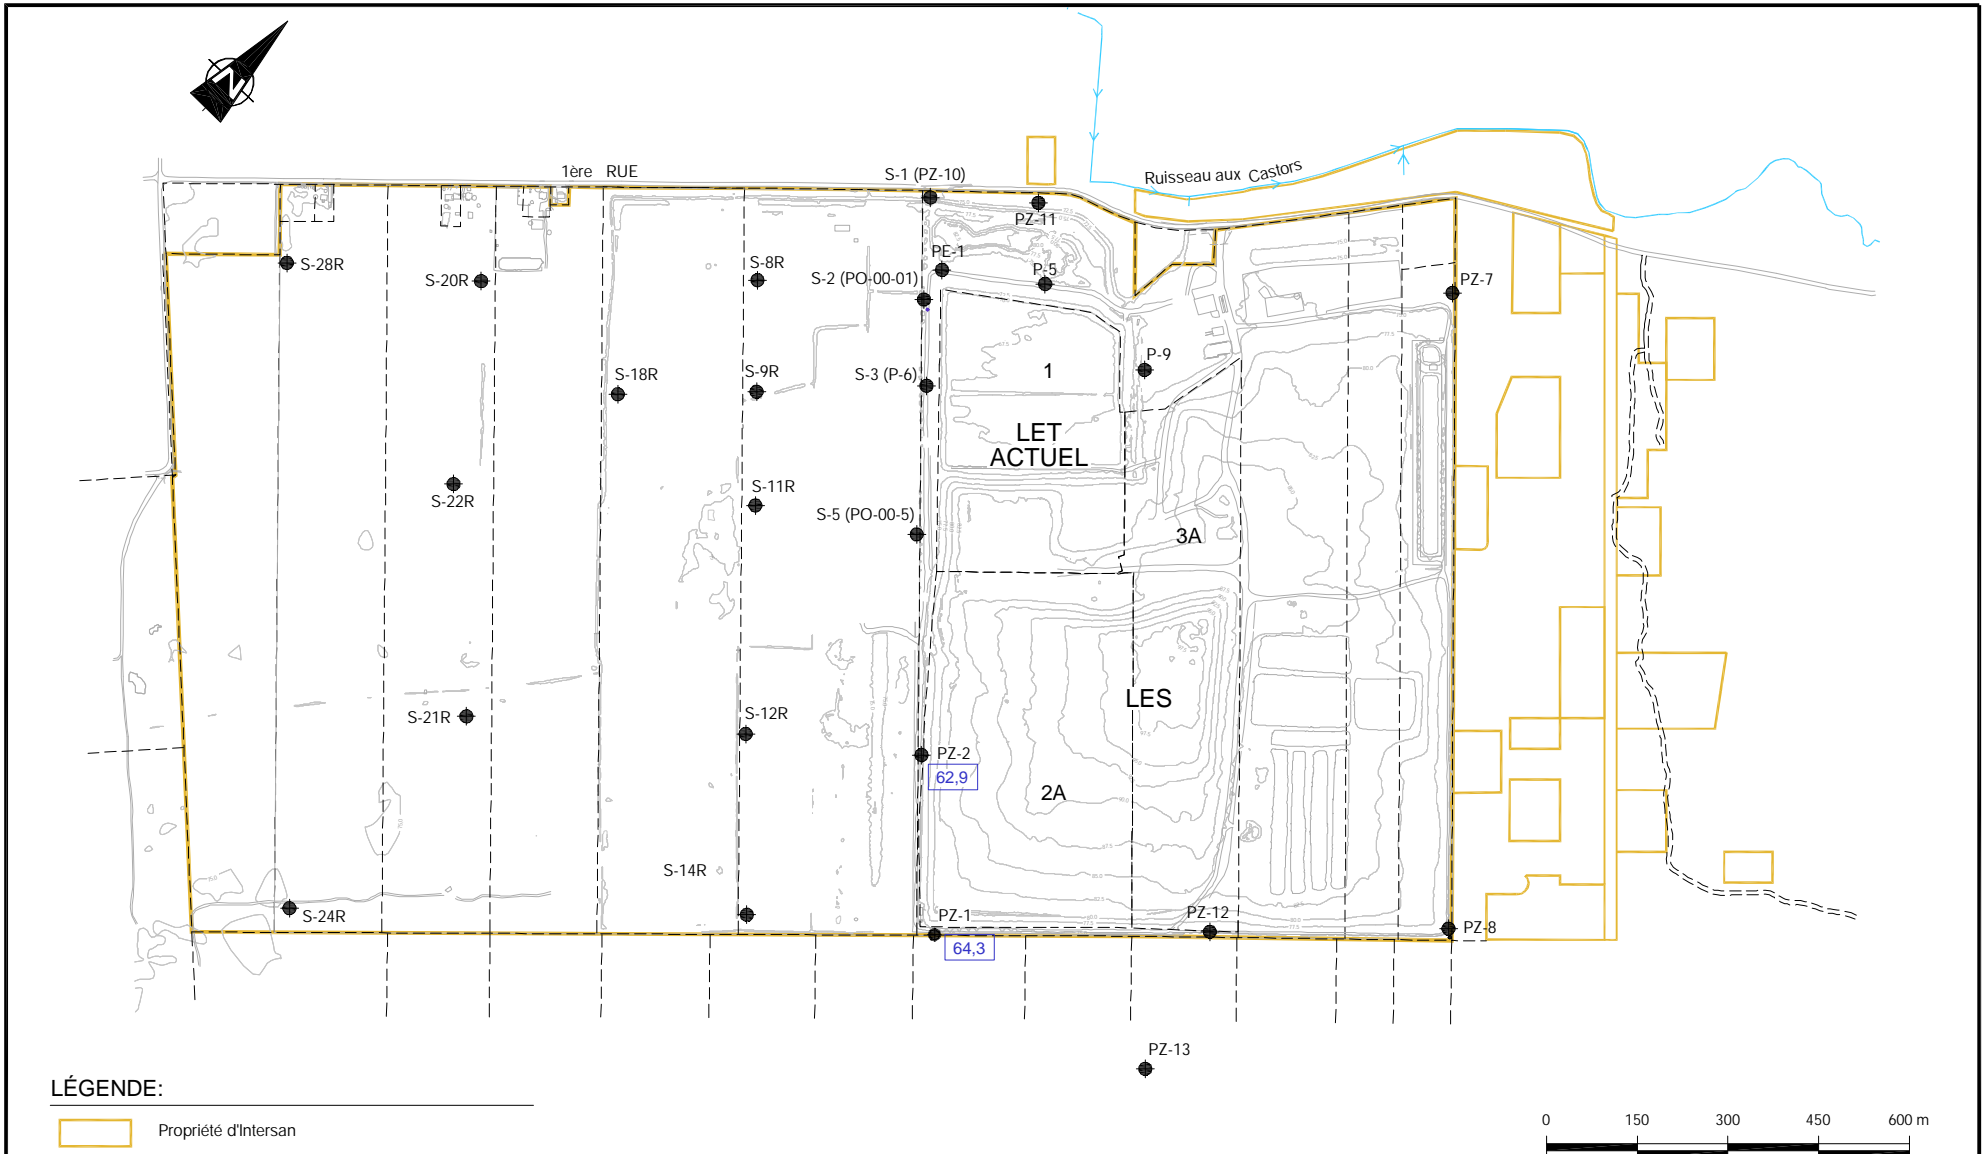 N
1ère RUE
S-1 (PZ-10)
Ruisseau aux Castors
PZ-11
PE-1
S-28R
S-20R
S-8R
S-2 (PO-00-01)
P-5
PZ-7
S-18R
S-9R
S-3 (P-6)
1
P-9
LET
ACTUEL
S-22R
S-11R
S-5 (PO-00-5)
3A
LES
S-21R
S-12R
PZ-2
62,9
2A
S-14R
S-24R
PZ-1
PZ-12
PZ-8
64,3
PZ-13
LÉGENDE:
Propriété d'Intersan
0 150 300 450 600 m